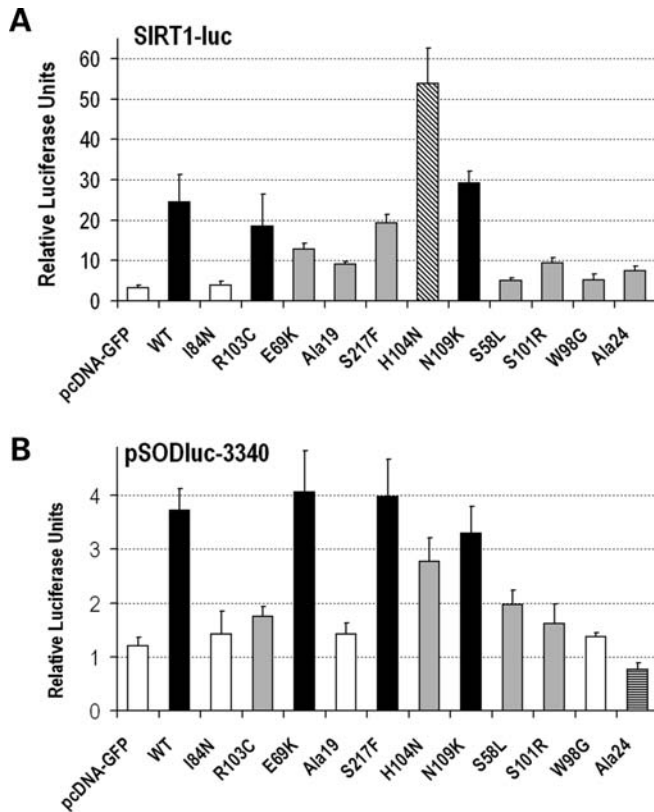 A
SIRT1-luc
Relative Luciferase Units
60
50
40
30
20
10
0
pcDNA-GFP
WT
I84N
R103C
E69K
Ala19
S217F
H104N
N109K
S58L
S101R
W98G
Ala24
B
pSODluc-3340
Relative Luciferase Units
4
3
2
1
0
pcDNA-GFP
WT
I84N
R103C
E69K
Ala19
S217F
H104N
N109K
S58L
S101R
W98G
Ala24